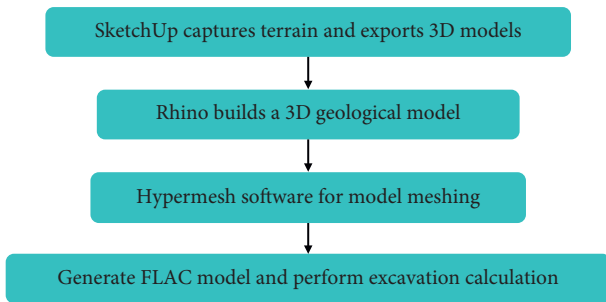 SketchUp captures terrain and exports 3D models
Rhino builds a 3D geological model
Hypermesh software for model meshing
Generate FLAC model and perform excavation calculation